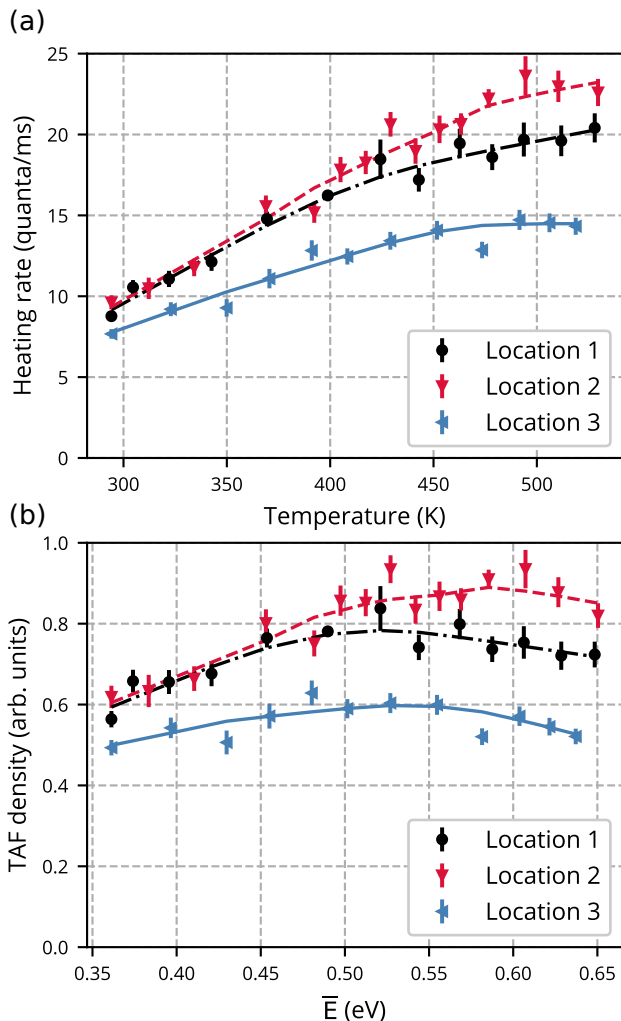 (a)
25
20
15
10
5
0
Heating rate (quanta/ms)
Location 1
Location 2
Location 3
300 350 400 450 500
Temperature (K)
(b)
1.0
0.8
0.6
0.4
0.2
0.0
TAF density (arb. units)
Location 1
Location 2
Location 3
0.35 0.40 0.45 0.50 0.55 0.60 0.65
E̅ (eV)